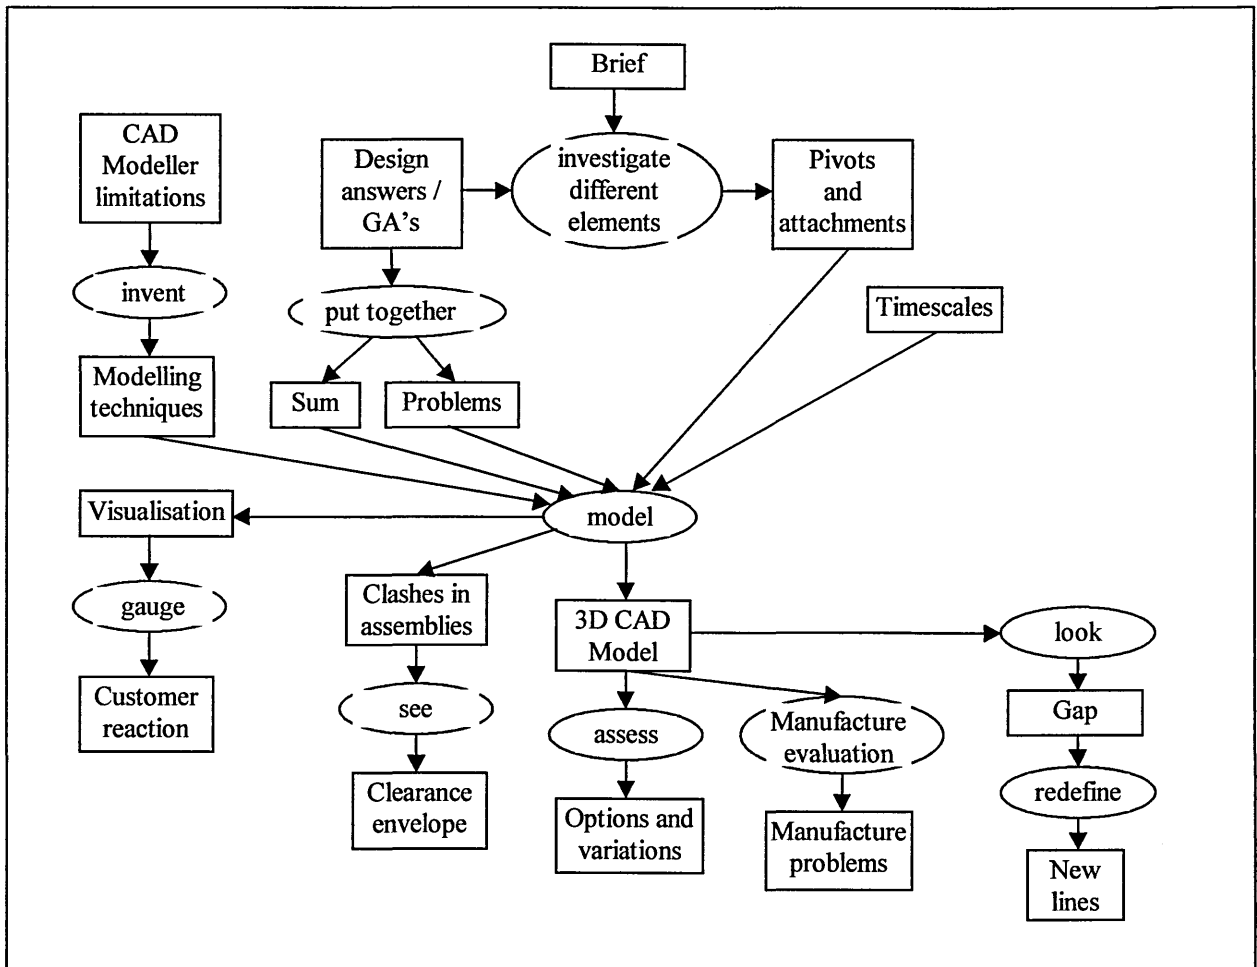 Brief
CAD
Modeller
limitations
Design
answers /
GA's
investigate
different
elements
Pivots
and
attachments
invent
put together
Timescales
Modelling
techniques
Sum
Problems
Visualisation
model
gauge
Clashes in
assemblies
3D CAD
Model
look
Customer
reaction
see
assess
Manufacture
evaluation
Gap
Clearance
envelope
Options and
variations
Manufacture
problems
redefine
New
lines